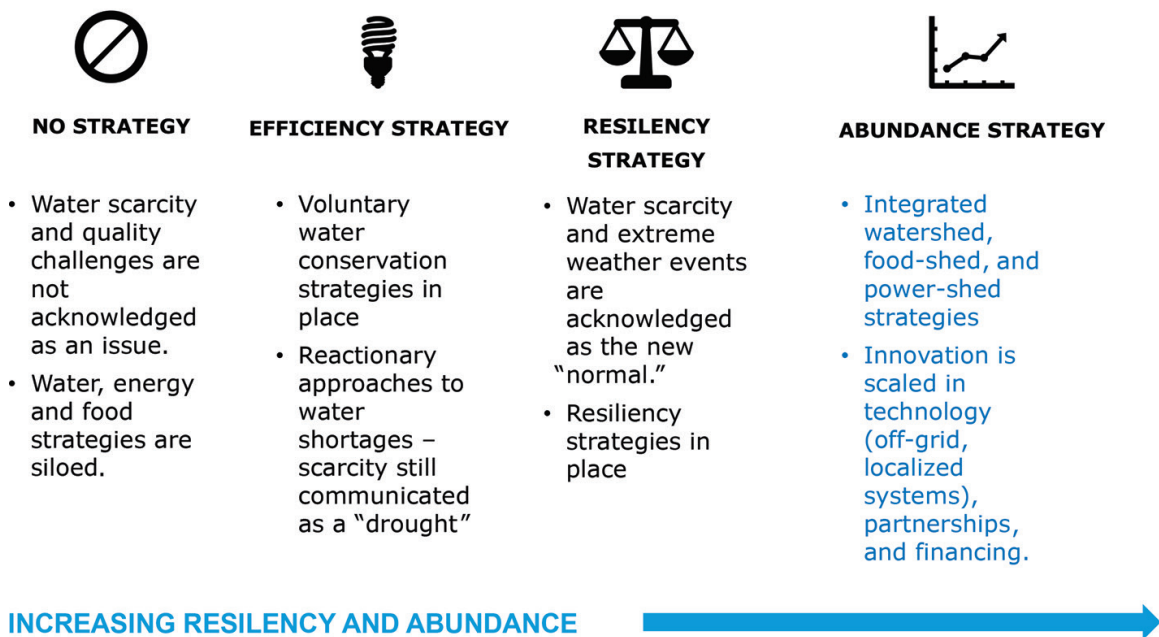 NO STRATEGY
• Water scarcity
and quality
challenges are
not
acknowledged
as an issue.
• Water, energy
and food
strategies are
siloed.
EFFICIENCY STRATEGY
• Voluntary
water
conservation
strategies in
place
• Reactionary
approaches to
water
shortages –
scarcity still
communicated
as a “drought”
RESILENCY
STRATEGY
• Water scarcity
and extreme
weather events
are
acknowledged
as the new
“normal.”
• Resiliency
strategies in
place
ABUNDANCE STRATEGY
• Integrated
watershed,
food-shed, and
power-shed
strategies
• Innovation is
scaled in
technology
(off-grid,
localized
systems),
partnerships,
and financing.
INCREASING RESILENCY AND ABUNDANCE